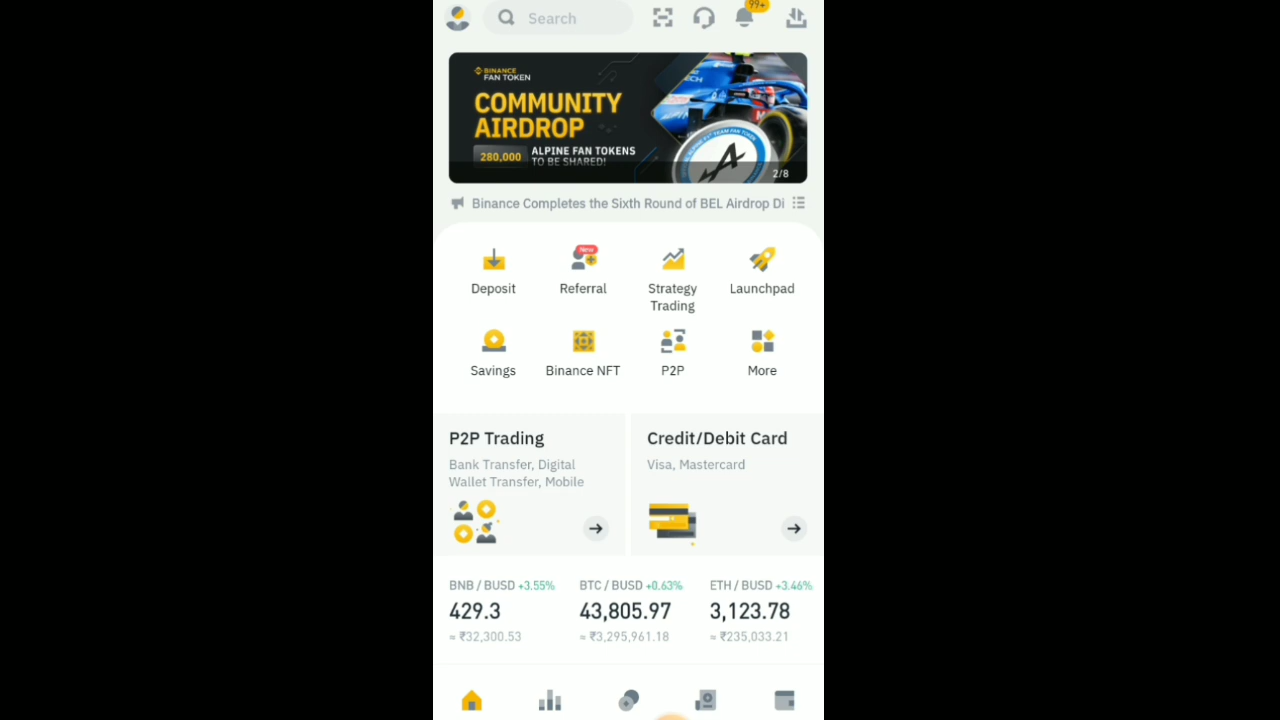 Search
99+
BINANCE
FAN TOKEN
COMMUNITY
AIRDROP
280,000
ALPINE FAN TOKENS
TO BE SHARED!
2/8
Binance Completes the Sixth Round of BEL Airdrop Di
Deposit
New
Referral
Strategy
Trading
Launchpad
Savings
Binance NFT
P2P
More
P2P Trading
Bank Transfer, Digital
Wallet Transfer, Mobile
Credit/Debit Card
Visa, Mastercard
BNB / BUSD +3.55%
429.3
≈ ₹32,300.53
BTC / BUSD +0.63%
43,805.97
≈ ₹3,295,961.18
ETH / BUSD +3.46%
3,123.78
≈ ₹235,033.21